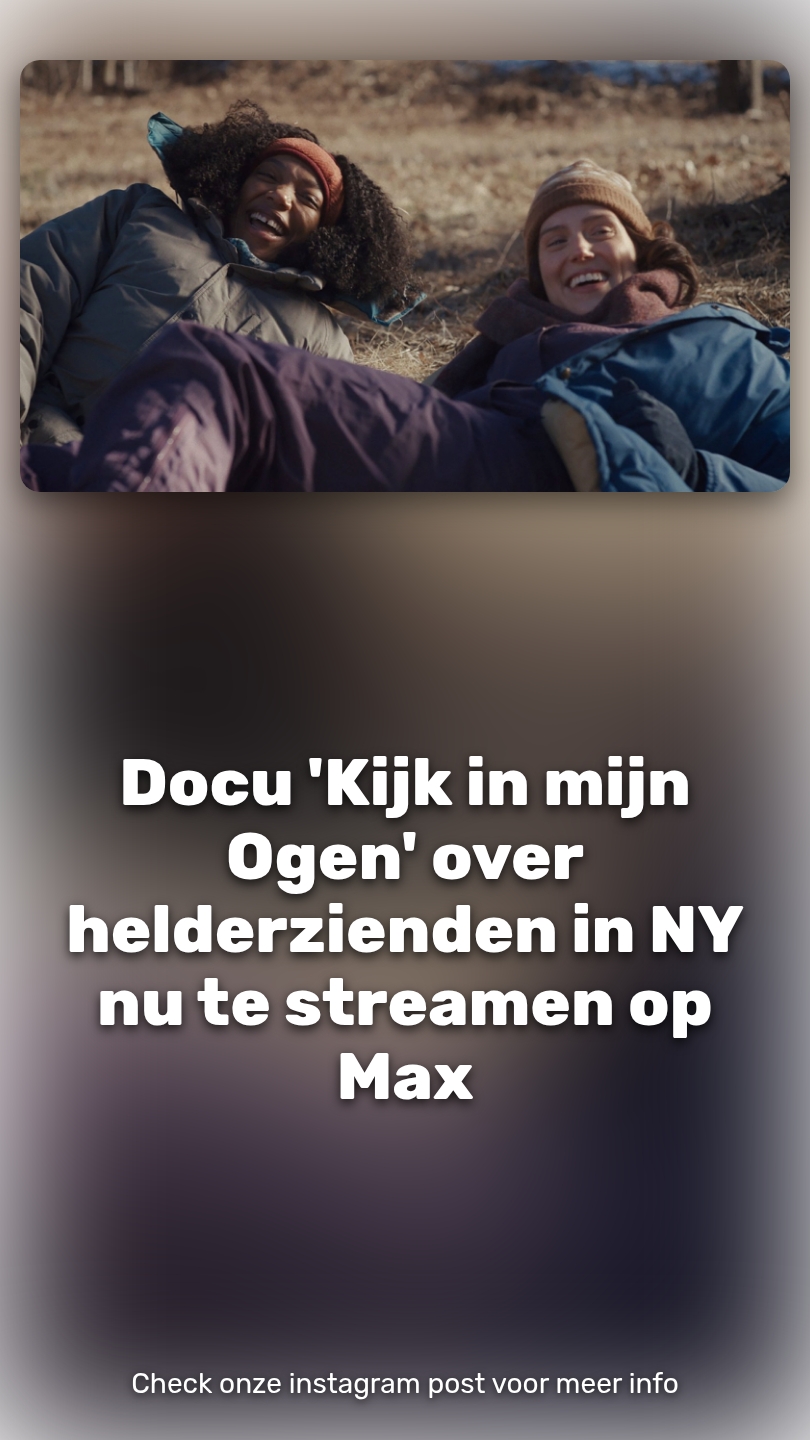 Docu 'Kijk in mijn
Ogen' over
helderzienden in NY
nu te streamen op
Max
Check onze instagram post voor meer info